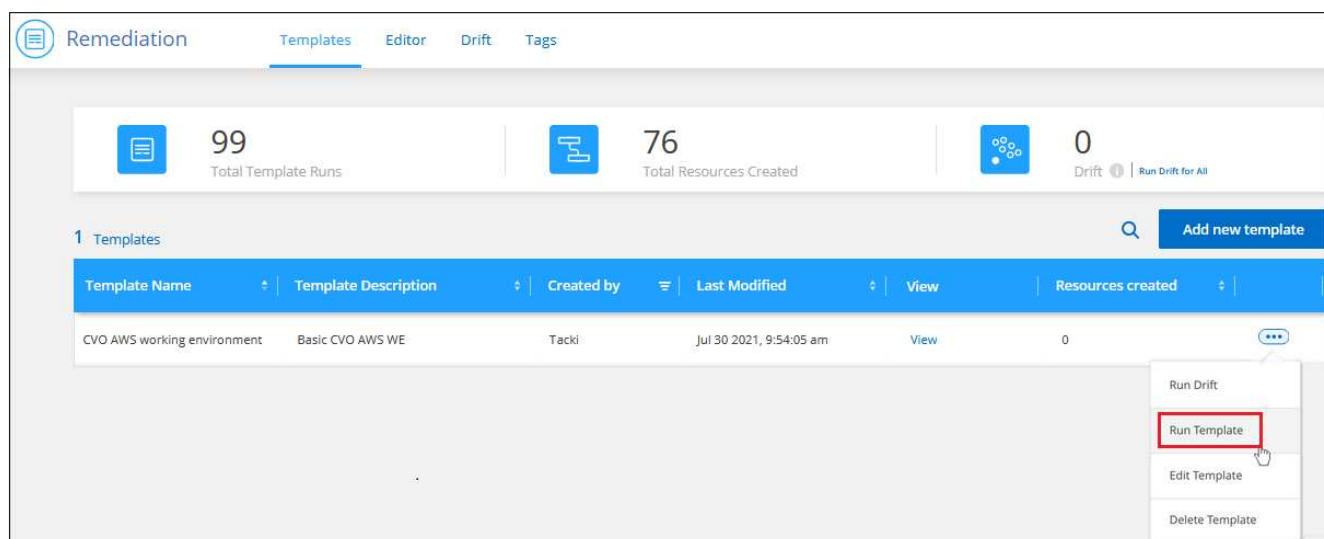 Remediation Templates Editor Drift Tags
99 76 0
Total Template Runs Total Resources Created Drift i | Run Drift for All
1 Templates Add new template
Template Name Template Description Created by Last Modified View Resources created
CVO AWS working environment Basic CVO AWS WE Tacki Jul 30 2021, 9:54:05 am View 0
Run Drift
Run Template
Edit Template
Delete Template